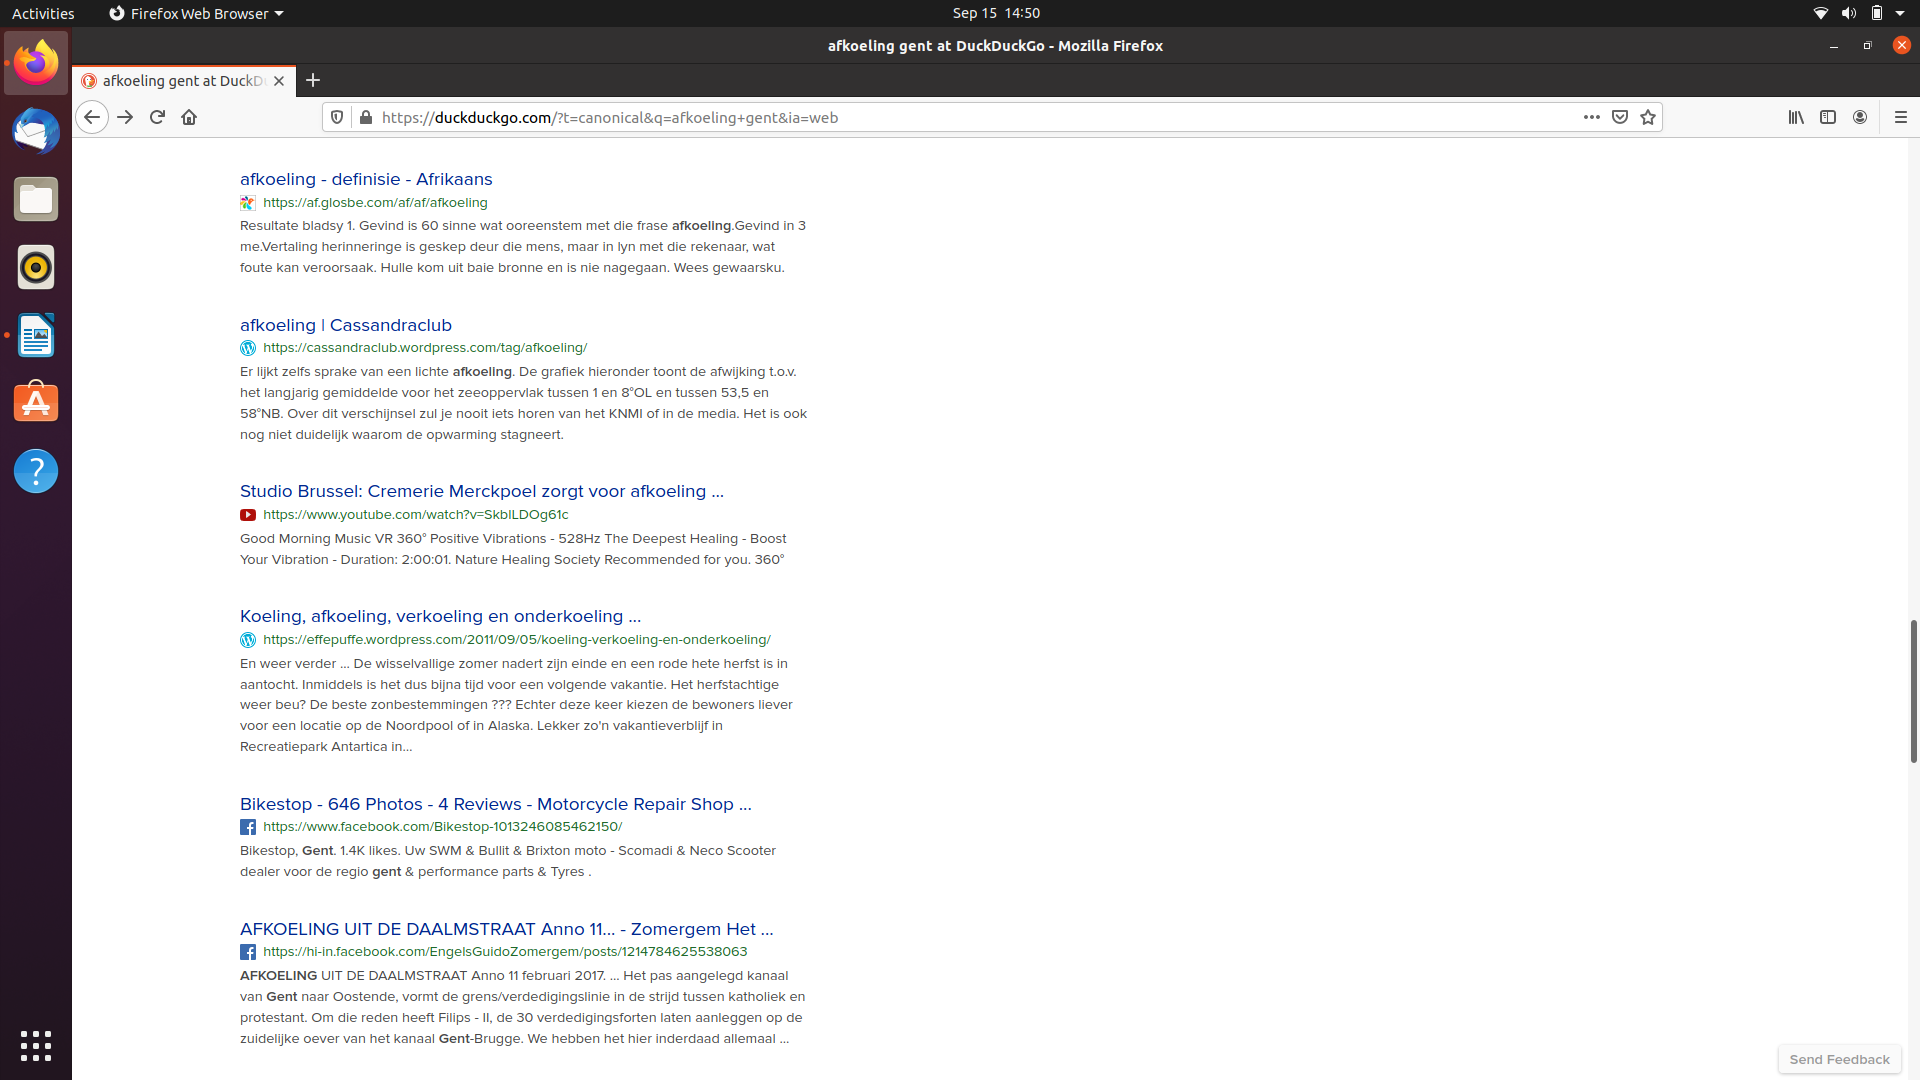 Activities
Firefox Web Browser
Sep 15 14:50
afkoeling gent at DuckDuckGo - Mozilla Firefox
afkoeling gent at DuckD
https://duckduckgo.com/?t=canonical&q=afkoeling+gent&ia=web
afkoeling - definisie - Afrikaans
https://af.glosbe.com/af/af/afkoeling
Resultate bladsy 1. Gevind is 60 sinne wat ooreenstem met die frase afkoeling.Gevind in 3
me.Vertaling herinneringe is geskep deur die mens, maar in lyn met die rekenaar, wat
foute kan veroorsaak. Hulle kom uit baie bronne en is nie nagegaan. Wees gewaarsku.
afkoeling | Cassandraclub
https://cassandraclub.wordpress.com/tag/afkoeling/
Er lijkt zelfs sprake van een lichte afkoeling. De grafiek hieronder toont de afwijking t.o.v.
het langjarig gemiddelde voor het zeeoppervlak tussen 1 en 8°OL en tussen 53,5 en
58°NB. Over dit verschijnsel zul je nooit iets horen van het KNMI of in de media. Het is ook
nog niet duidelijk waarom de opwarming stagneert.
Studio Brussel: Cremerie Merckpoel zorgt voor afkoeling ...
https://www.youtube.com/watch?v=SkblLDOg61c
Good Morning Music VR 360° Positive Vibrations - 528Hz The Deepest Healing - Boost
Your Vibration - Duration: 2:00:01. Nature Healing Society Recommended for you. 360°
Koeling, afkoeling, verkoeling en onderkoeling ...
https://effepuffe.wordpress.com/2011/09/05/koeling-verkoeling-en-onderkoeling/
En weer verder ... De wisselvallige zomer nadert zijn einde en een rode hete herfst is in
aantocht. Inmiddels is het dus bijna tijd voor een volgende vakantie. Het herfstachtige
weer beu? De beste zonbestemmingen ??? Echter deze keer kiezen de bewoners liever
voor een locatie op de Noordpool of in Alaska. Lekker zo'n vakantieverblijf in
Recreatiepark Antartica in...
Bikestop - 646 Photos - 4 Reviews - Motorcycle Repair Shop ...
https://www.facebook.com/Bikestop-1013246085462150/
Bikestop, Gent. 1.4K likes. Uw SWM & Bullit & Brixton moto - Scomadi & Neco Scooter
dealer voor de regio gent & performance parts & Tyres .
AFKOELING UIT DE DAALMSTRAAT Anno 11... - Zomergem Het ...
https://hi-in.facebook.com/EngelsGuidoZomergem/posts/1214784625538063
AFKOELING UIT DE DAALMSTRAAT Anno 11 februari 2017. ... Het pas aangelegd kanaal
van Gent naar Oostende, vormt de grens/verdedigingslinie in de strijd tussen katholiek en
protestant. Om die reden heeft Filips - II, de 30 verdedigingsforten laten aanleggen op de
zuidelijke oever van het kanaal Gent-Brugge. We hebben het hier inderdaad allemaal ...
Send Feedback